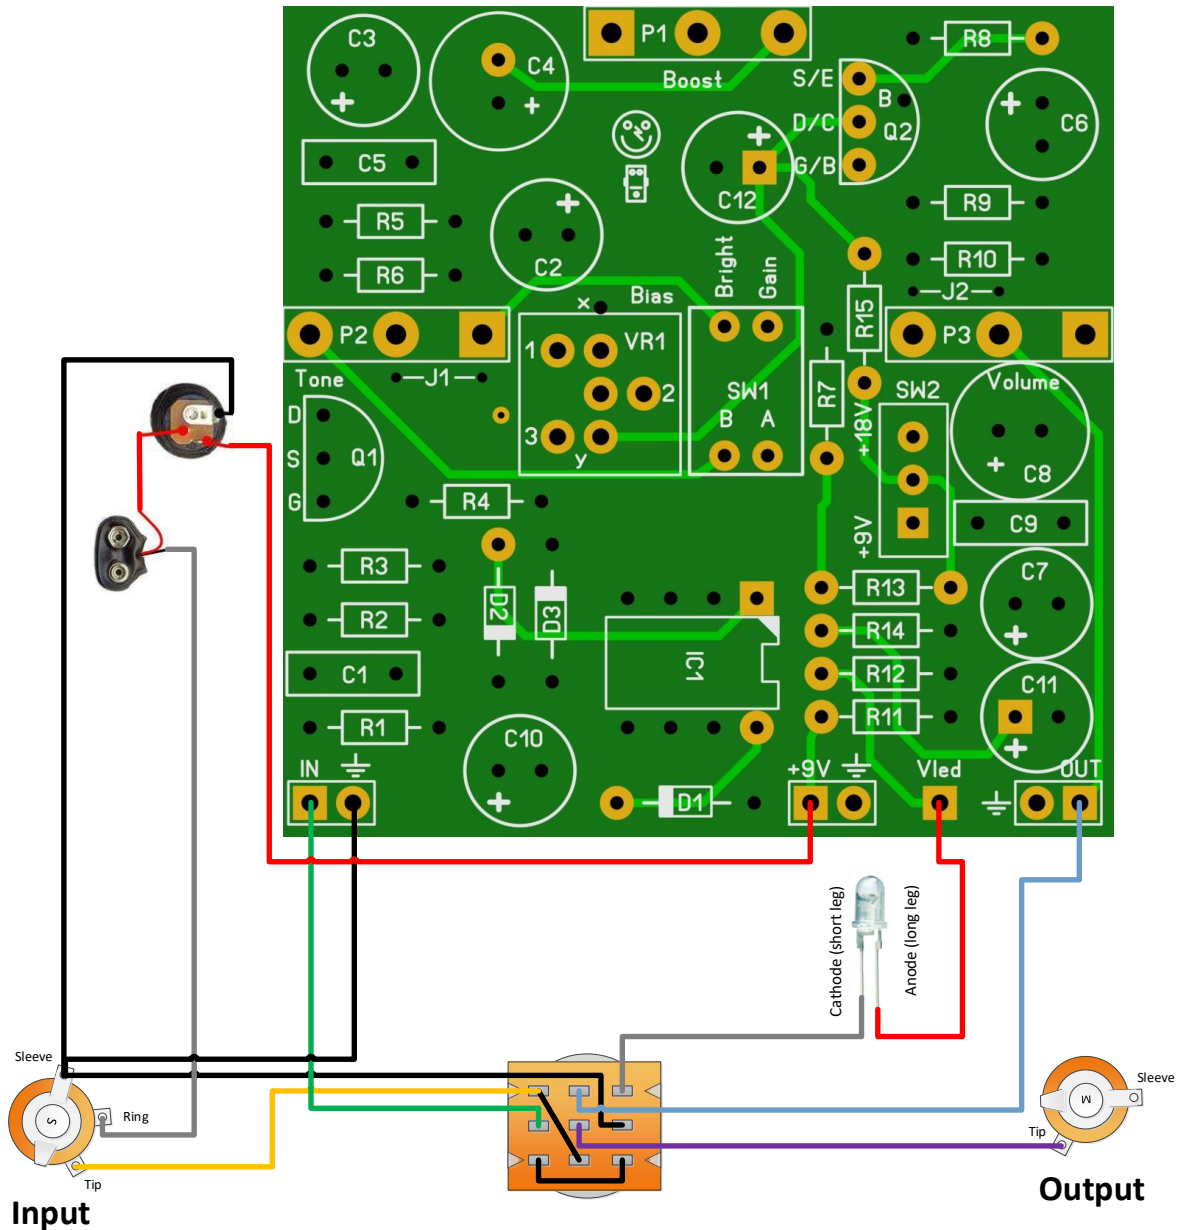 C3
C4
P1
R8
Boost
S/E
B
D/C
Q2
G/B
C6
C5
C12
R5
R9
C2
R6
R10
Bright
Gain
Bias
x
J2
P2
1
VR1
R15
P3
Tone
J1
2
SW1
R7
SW2
Volume
D
B A
+18V
3
y
S
Q1
C8
G
R4
+9V
C9
R3
D2
D3
C7
R13
R2
R14
IC1
C1
R12
C11
R1
C10
R11
IN
+9V
Vled
OUT
D1
Cathode (short leg)
Anode (long leg)
Sleeve
S
Ring
Tip
Input
Sleeve
M
Tip
Output